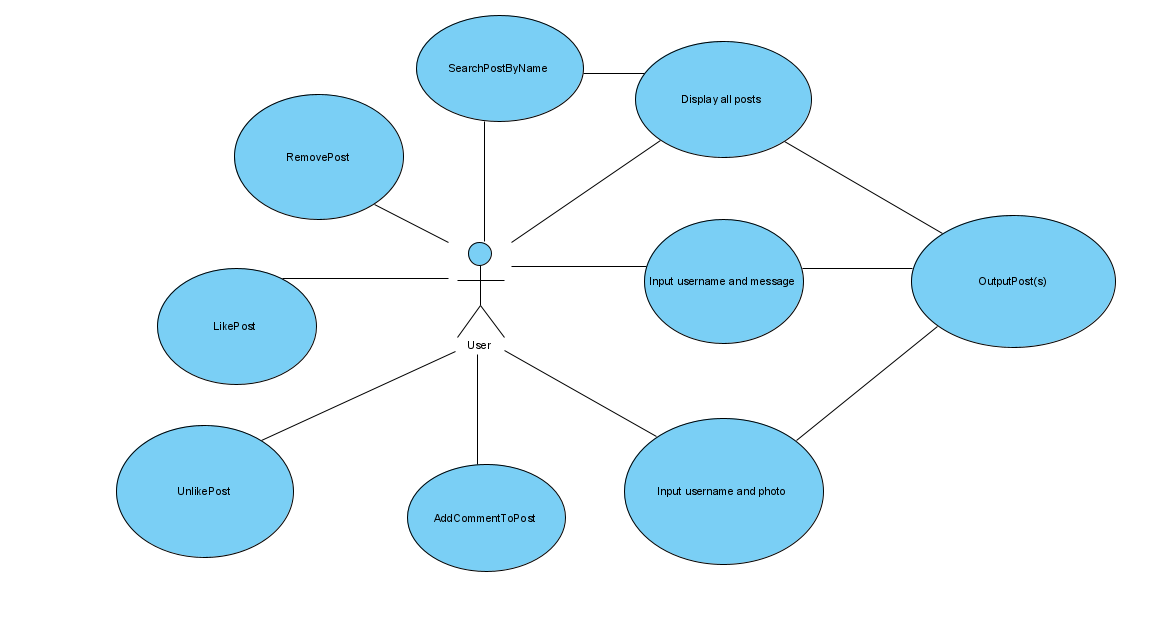 SearchPostByName
Display all posts
RemovePost
Input username and message
OutputPost(s)
LikePost
User
UnlikePost
Input username and photo
AddCommentToPost